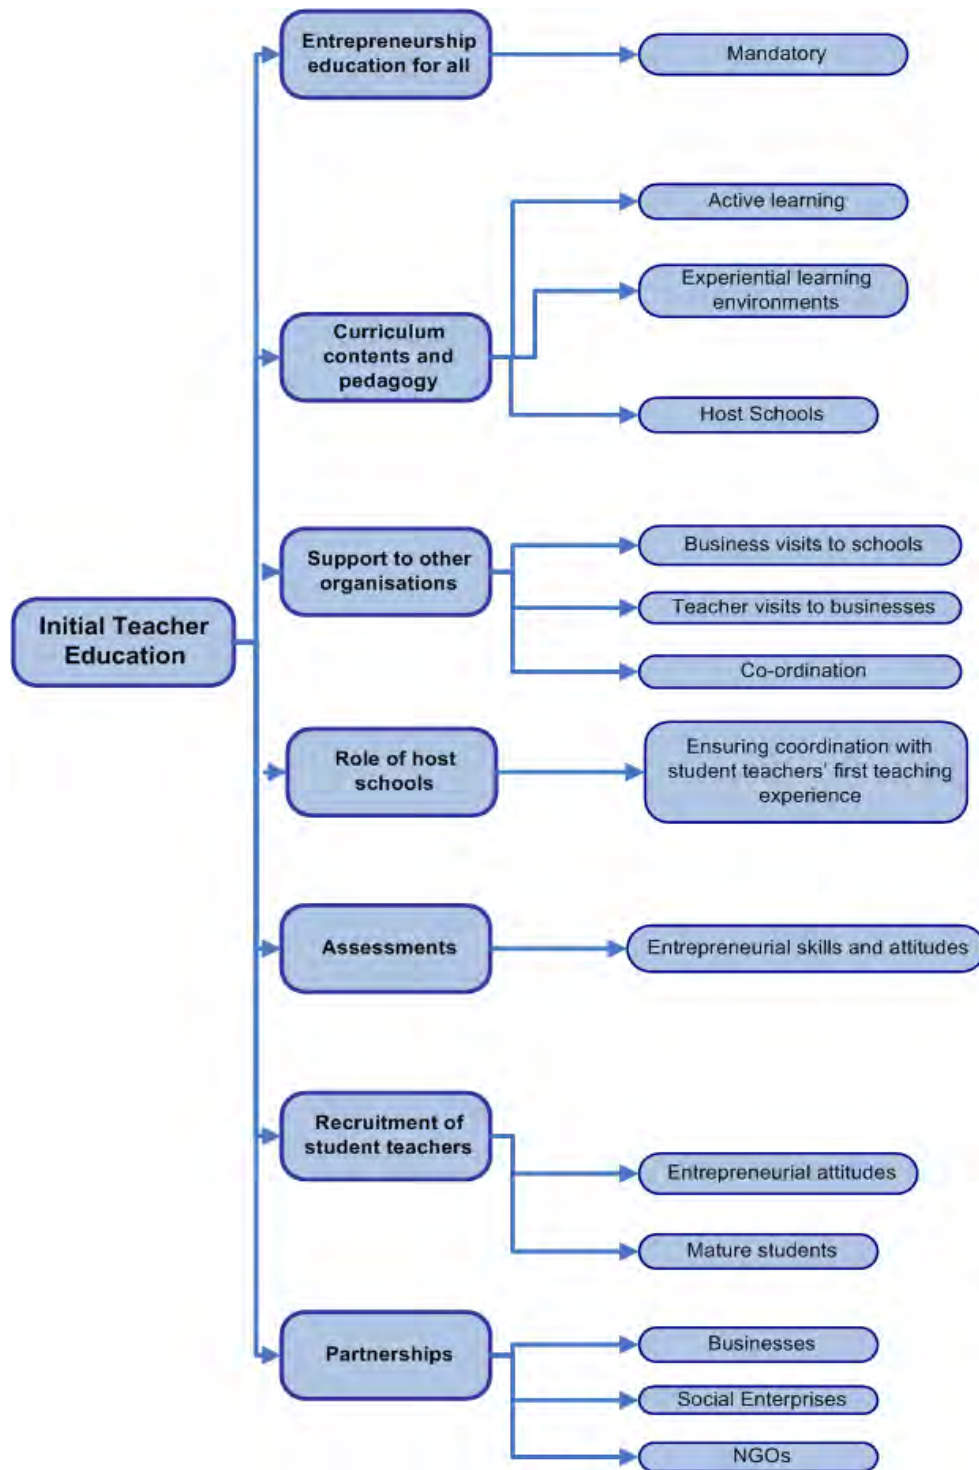 Entrepreneurship
education for all
Mandatory
Active learning
Experiential learning
environments
Curriculum
contents and
pedagogy
Host Schools
Support to other
organisations
Business visits to schools
Teacher visits to businesses
Co-ordination
Initial Teacher
Education
Role of host
schools
Ensuring coordination with
student teachers' first teaching
experience
Assessments
Entrepreneurial skills and attitudes
Recruitment of
student teachers
Entrepreneurial attitudes
Mature students
Partnerships
Businesses
Social Enterprises
NGOs